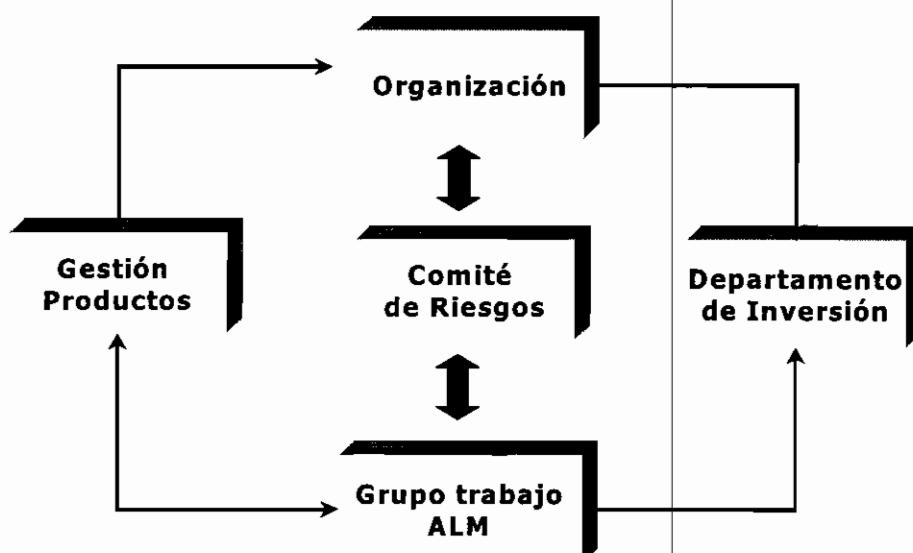 Organización
Gestión
Productos
Comité
de Riesgos
Departamento
de Inversión
Grupo trabajo
ALM